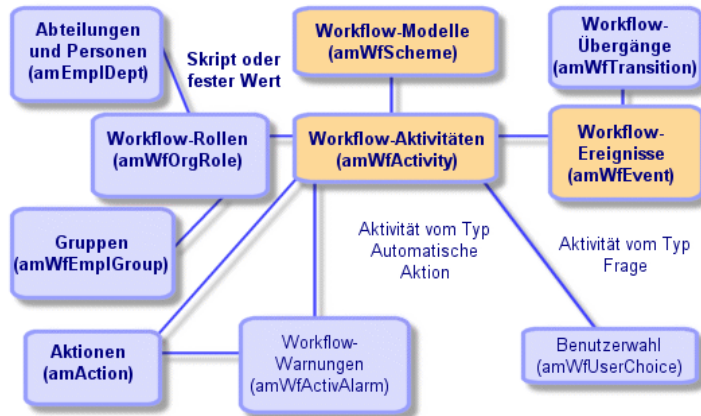 Abteilungen
und Personen
(amEmplDept)
Skript oder
fester Wert
Workflow-Modelle
(amWfScheme)
Workflow-
Übergänge
(amWfTransition)
Workflow-Rollen
(amWfOrgRole)
Workflow-Aktivitäten
(amWfActivity)
Workflow-
Ereignisse
(amWfEvent)
Gruppen
(amWfEmplGroup)
Aktivität vom Typ
Automatische
Aktion
Aktivität vom Typ
Frage
Aktionen
(amAction)
Workflow-
Warnungen
(amWfActivAlarm)
Benutzerwahl
(amWfUserChoice)